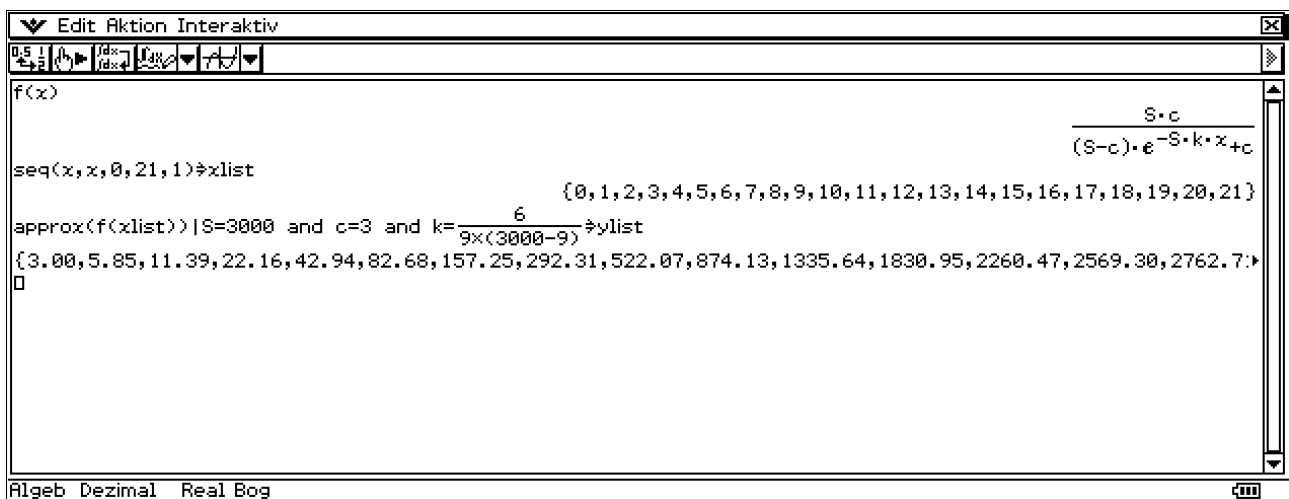 Edit Aktion Interaktiv
f(x)
S·c
(S-c)·e^-S·k·x+c
seq(x,x,0,21,1)⇒xlist
{0,1,2,3,4,5,6,7,8,9,10,11,12,13,14,15,16,17,18,19,20,21}
approx(f(xlist))|S=3000 and c=3 and k=6/9×(3000-9)⇒ylist
{3.00,5.85,11.39,22.16,42.94,82.68,157.25,292.31,522.07,874.13,1335.64,1830.95,2260.47,2569.30,2762.7
Algeb Dezimal Real Bog